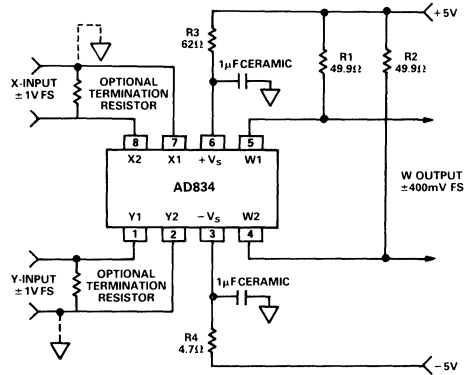 +5V
R3
62Ω
R1
49.9Ω
R2
49.9Ω
1μF CERAMIC
X-INPUT
±1V FS
OPTIONAL
TERMINATION
RESISTOR
8
7
6
5
X2
X1
+VS
W1
AD834
W OUTPUT
±400mV FS
Y1
Y2
−VS
W2
1
2
3
4
Y-INPUT
±1V FS
OPTIONAL
TERMINATION
RESISTOR
1μF CERAMIC
R4
4.7Ω
−5V